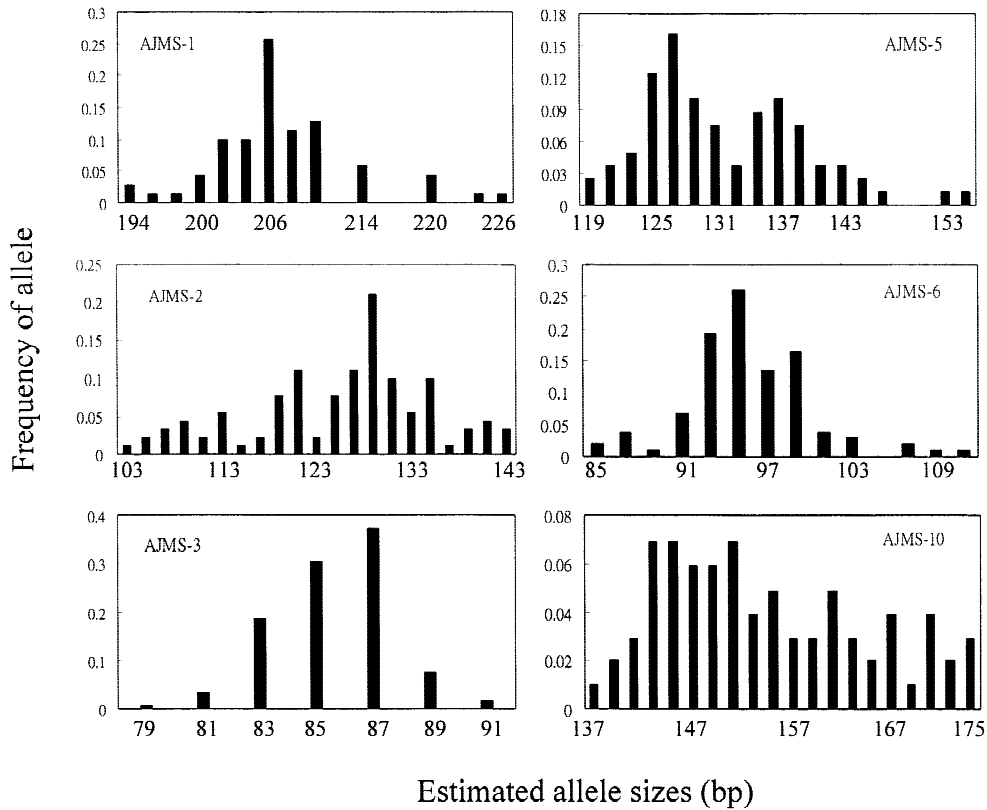 Frequency of allele
AJMS-1
0.3
0.25
0.2
0.15
0.1
0.05
0
194 200 206 214 220 226
AJMS-5
0.18
0.15
0.12
0.09
0.06
0.03
0
119 125 131 137 143 153
AJMS-2
0.25
0.2
0.15
0.1
0.05
0
103 113 123 133 143
AJMS-6
0.3
0.25
0.2
0.15
0.1
0.05
0
85 91 97 103 109
AJMS-3
0.4
0.3
0.2
0.1
0
79 81 83 85 87 89 91
AJMS-10
0.08
0.06
0.04
0.02
0
137 147 157 167 175
Estimated allele sizes (bp)